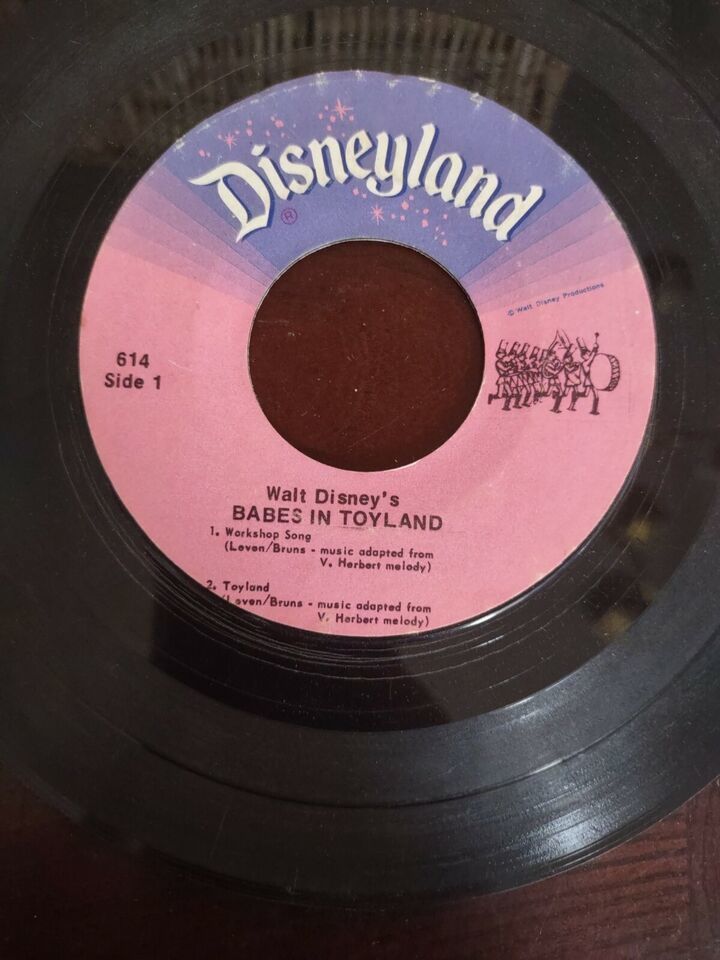 Disneyland
®
© Walt Disney Productions
614
Side 1
Walt Disney's
BABES IN TOYLAND
1. Workshop Song
(Leven/Bruns - music adapted from
V. Herbert melody)
2. Toyland
(Leven/Bruns - music adapted from
V. Herbert melody)